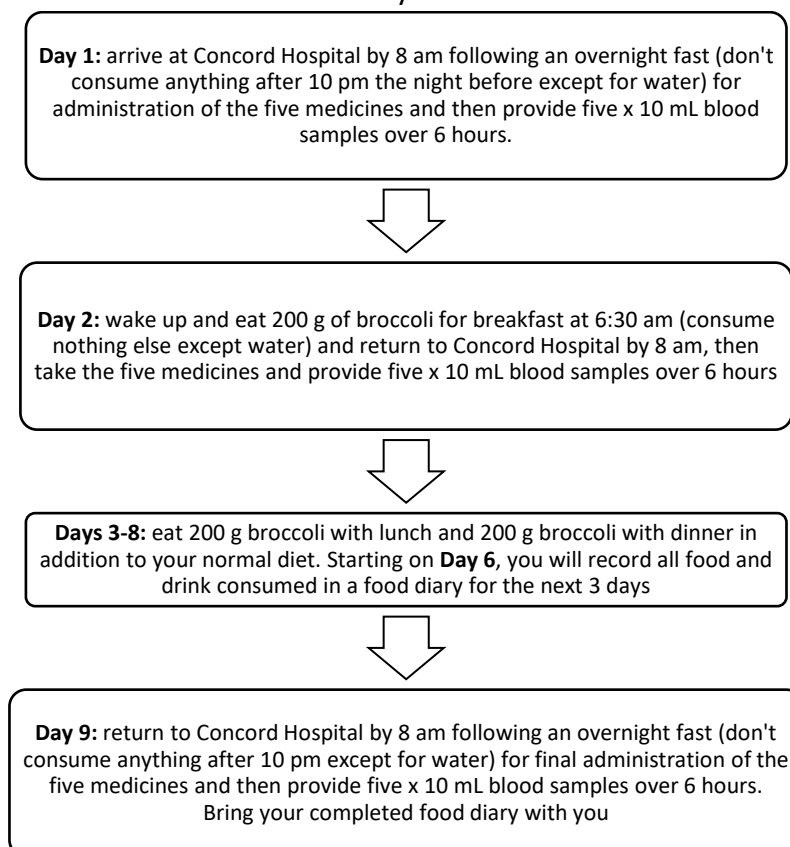 Day 1: arrive at Concord Hospital by 8 am following an overnight fast (don't
consume anything after 10 pm the night before except for water) for
administration of the five medicines and then provide five x 10 mL blood
samples over 6 hours.
Day 2: wake up and eat 200 g of broccoli for breakfast at 6:30 am (consume
nothing else except water) and return to Concord Hospital by 8 am, then
take the five medicines and provide five x 10 mL blood samples over 6 hours
Days 3-8: eat 200 g broccoli with lunch and 200 g broccoli with dinner in
addition to your normal diet. Starting on Day 6, you will record all food and
drink consumed in a food diary for the next 3 days
Day 9: return to Concord Hospital by 8 am following an overnight fast (don't
consume anything after 10 pm except for water) for final administration of the
five medicines and then provide five x 10 mL blood samples over 6 hours.
Bring your completed food diary with you